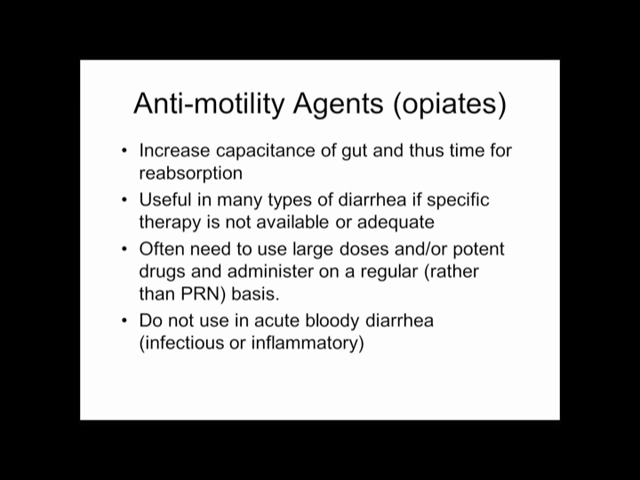 Anti-motility Agents (opiates)
• Increase capacitance of gut and thus time for
reabsorption
• Useful in many types of diarrhea if specific
therapy is not available or adequate
• Often need to use large doses and/or potent
drugs and administer on a regular (rather
than PRN) basis.
• Do not use in acute bloody diarrhea
(infectious or inflammatory)